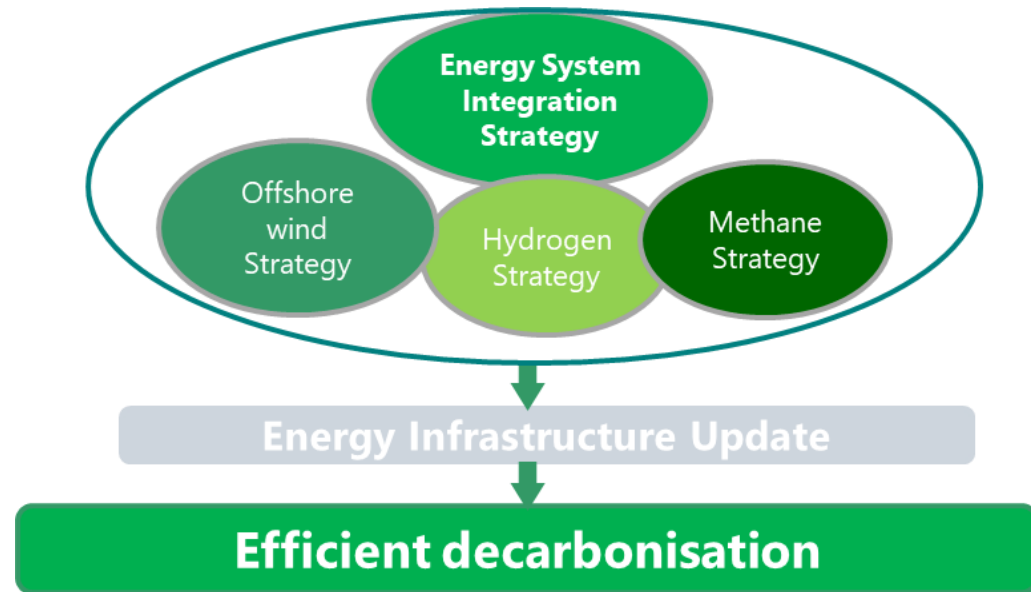 Energy System
Integration
Strategy
Offshore
wind
Strategy
Hydrogen
Strategy
Methane
Strategy
Energy Infrastructure Update
Efficient decarbonisation